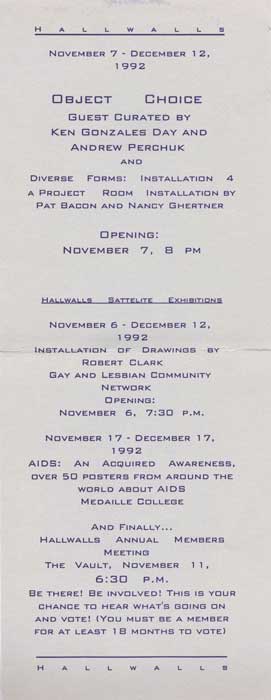 HALLWALLS
NOVEMBER 7 - DECEMBER 12,
1992
OBJECT CHOICE
GUEST CURATED BY
KEN GONZALES DAY AND
ANDREW PERCHUK
AND
DIVERSE FORMS: INSTALLATION 4
A PROJECT ROOM INSTALLATION BY
PAT BACON AND NANCY GHERTNER
OPENING:
NOVEMBER 7, 8 PM
HALLWALLS SATTELITE EXHIBITIONS
NOVEMBER 6 - DECEMBER 12,
1992
INSTALLATION OF DRAWINGS BY
ROBERT CLARK
GAY AND LESBIAN COMMUNITY
NETWORK
OPENING:
NOVEMBER 6, 7:30 P.M.
NOVEMBER 17 - DECEMBER 17,
1992
AIDS: AN ACQUIRED AWARENESS,
OVER 50 POSTERS FROM AROUND THE
WORLD ABOUT AIDS
MEDAILLE COLLEGE
AND FINALLY...
HALLWALLS ANNUAL MEMBERS
MEETING
THE VAULT, NOVEMBER 11,
6:30 P.M.
BE THERE! BE INVOLVED! THIS IS YOUR
CHANCE TO HEAR WHAT'S GOING ON
AND VOTE! (YOU MUST BE A MEMBER
FOR AT LEAST 18 MONTHS TO VOTE)
HALLWALLS